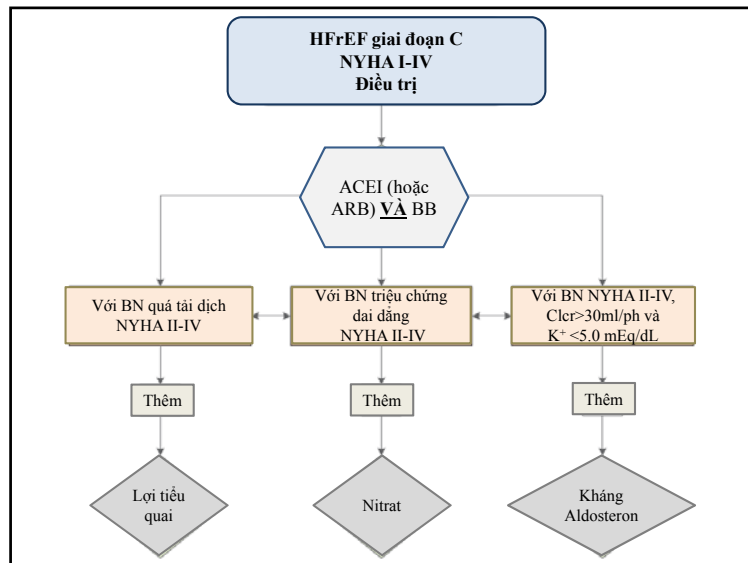 HFrEF giai đoạn C
NYHA I-IV
Điều trị
ACEI (hoặc
ARB) VÀ BB
Với BN quá tải dịch
NYHA II-IV
Với BN triệu chứng
dai dẳng
NYHA II-IV
Với BN NYHA II-IV,
Clcr>30ml/ph và
K⁺ <5.0 mEq/dL
Thêm
Thêm
Thêm
Lợi tiểu
quai
Nitrat
Kháng
Aldosteron